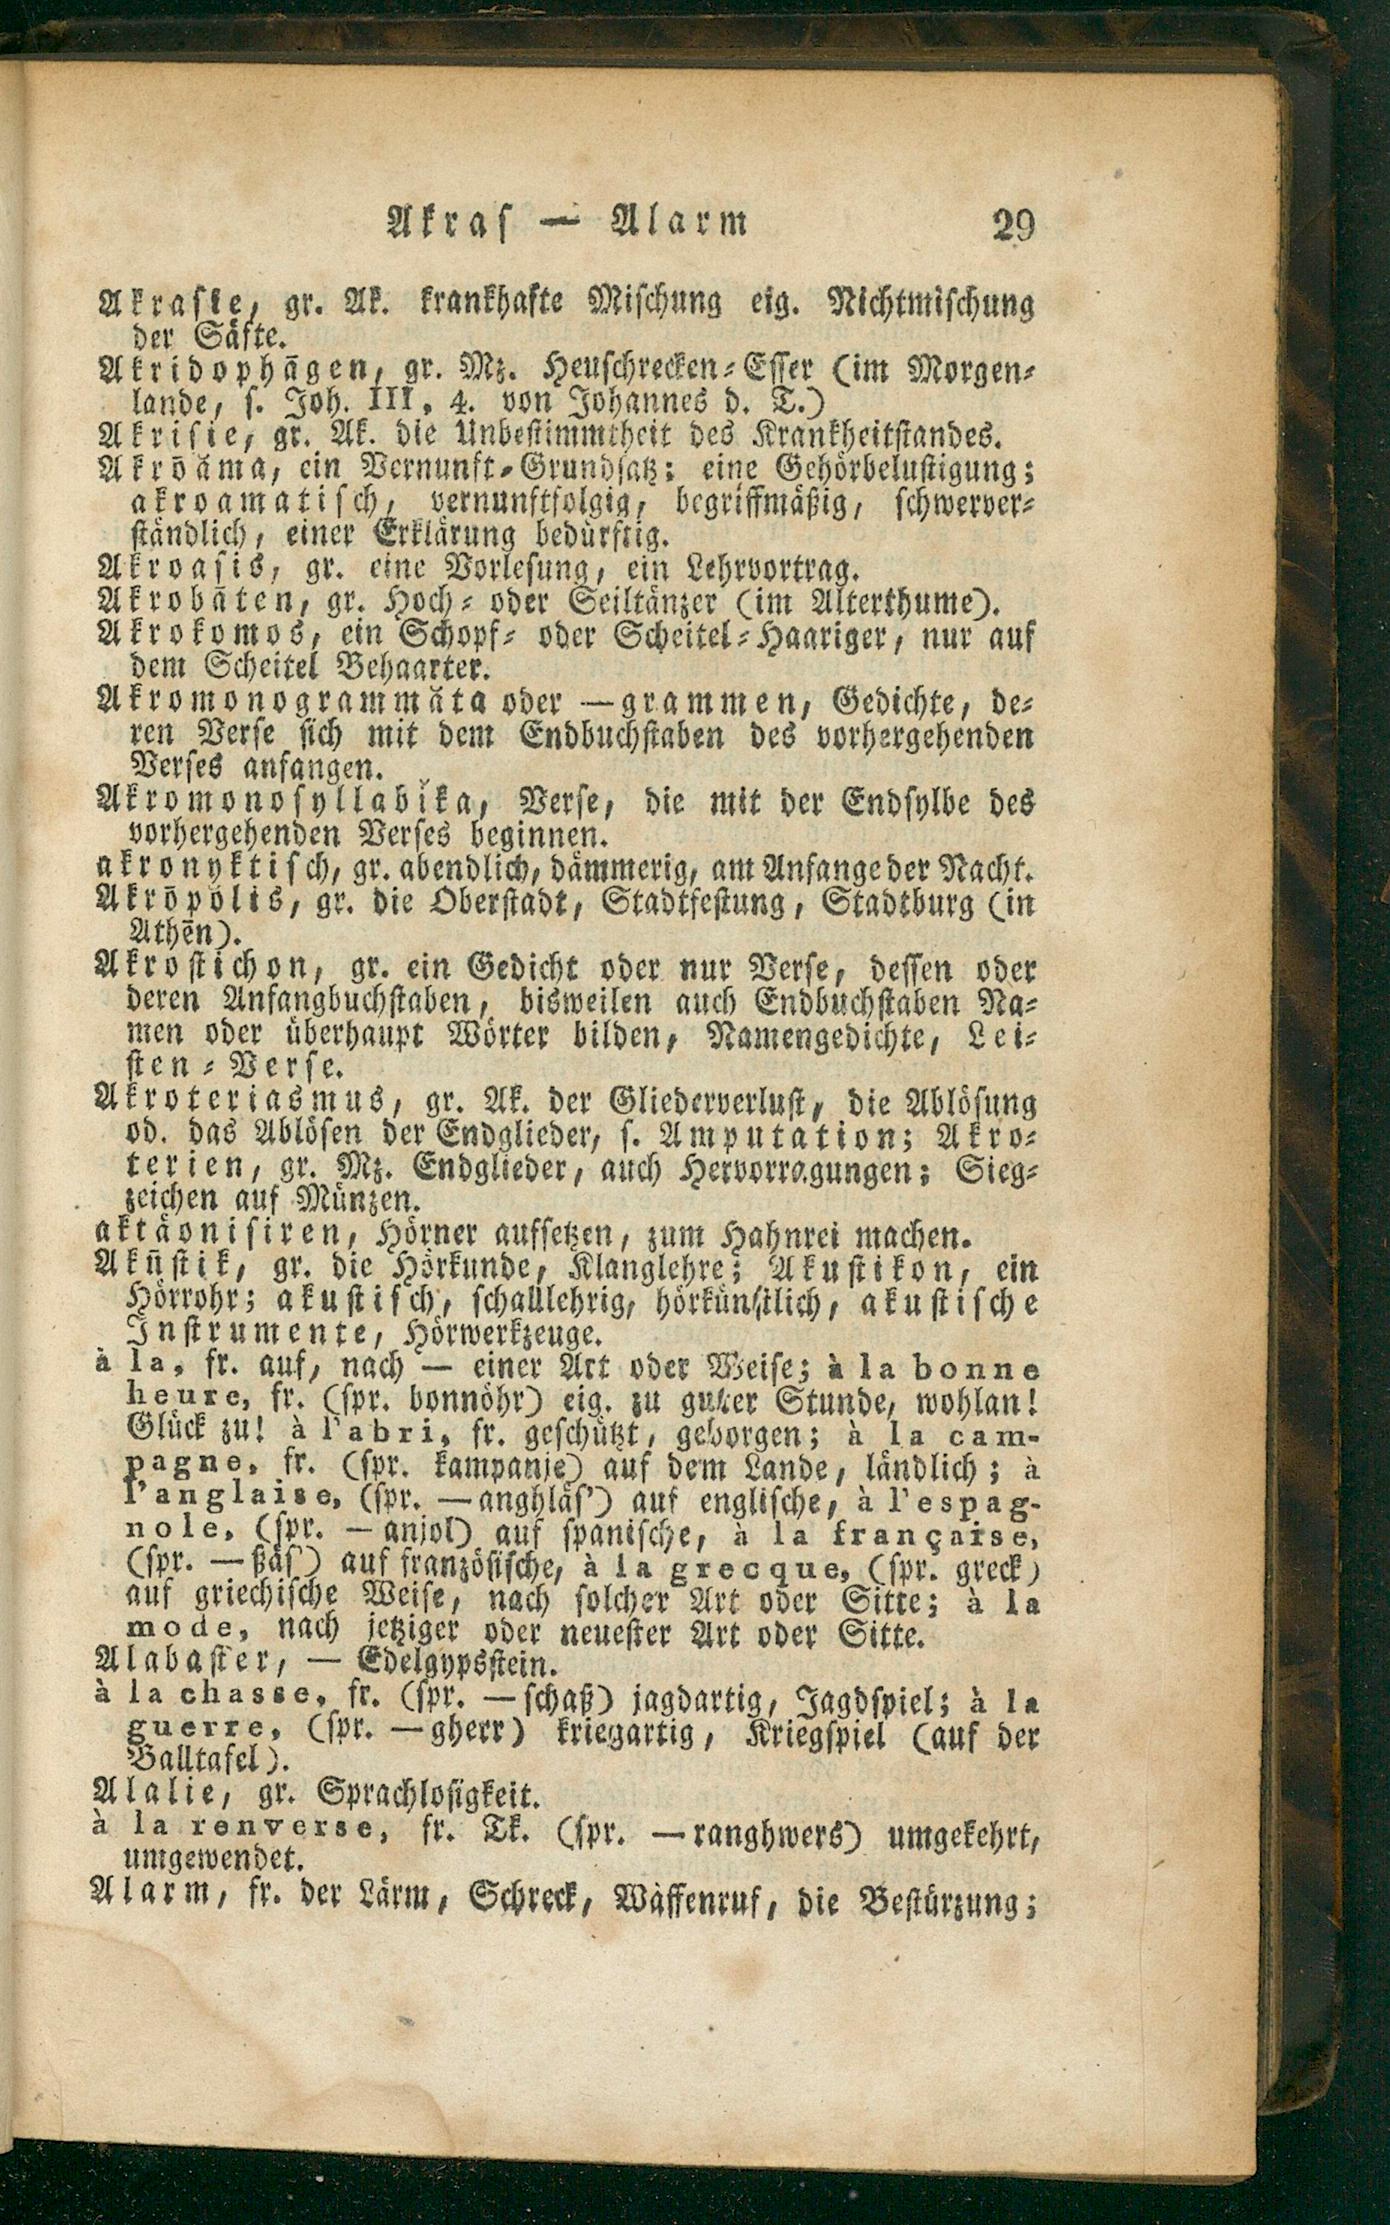 Akras — Alarm 29
Akrasie, gr. Ak. krankhafte Mischung eig. Nichtmischung
der Säfte.
Akridophāgen, gr. Mz. Heuschrecken-Esser (im Morgen-
lande, s. Joh. III, 4. von Johannes d. T.)
Akrisie, gr. Ak. die Unbestimmtheit des Krankheitstandes.
Akrŏāma, ein Vernunft-Grundsatz; eine Gehörbelustigung;
akroamatisch, vernunftfolgig, begriffmäßig, schwerver-
ständlich, einer Erklärung bedürftig.
Akroasis, gr. eine Vorlesung, ein Lehrvortrag.
Akrobāten, gr. Hoch- oder Seiltänzer (im Alterthume).
Akrokomos, ein Schopf- oder Scheitel-Haariger, nur auf
dem Scheitel Behaarter.
Akromonogrammăta oder —grammen, Gedichte, de-
ren Verse sich mit dem Endbuchstaben des vorhergehenden
Verses anfangen.
Akromonosyllabĭka, Verse, die mit der Endsylbe des
vorhergehenden Verses beginnen.
akronyktisch, gr. abendlich, dämmerig, am Anfange der Nacht.
Akrōpŏlis, gr. die Oberstadt, Stadtfestung, Stadtburg (in
Athēn).
Akrostichon, gr. ein Gedicht oder nur Verse, dessen oder
deren Anfangbuchstaben, bisweilen auch Endbuchstaben Na-
men oder überhaupt Wörter bilden, Namengedichte, Lei-
sten-Verse.
Akroteriasmus, gr. Ak. der Gliederverlust, die Ablösung
od. das Ablösen der Endglieder, s. Amputation; Akro-
terien, gr. Mz. Endglieder, auch Hervorragungen; Sieg-
zeichen auf Münzen.
aktäonisiren, Hörner aufsetzen, zum Hahnrei machen.
Akūstik, gr. die Hörkunde, Klanglehre; Akustikon, ein
Hörrohr; akustisch, schalllehrig, hörkünstlich, akustische
Instrumente, Hörwerkzeuge.
à la, fr. auf, nach — einer Art oder Weise; à la bonne
heure, fr. (spr. bonnöhr) eig. zu guter Stunde, wohlan!
Glück zu! à l'abri, fr. geschützt, geborgen; à la cam-
pagne, fr. (spr. kampanje) auf dem Lande, ländlich; à
l'anglaise, (spr. —anghläs') auf englische, à l'espag-
nole, (spr. —anjol) auf spanische, à la française,
(spr. —ßäs') auf französische, à la grecque, (spr. greck)
auf griechische Weise, nach solcher Art oder Sitte; à la
mode, nach jetziger oder neuester Art oder Sitte.
Alabaster, — Edelgypsstein.
à la chasse, fr. (spr. —schaß) jagdartig, Jagdspiel; à la
guerre, (spr. —gherr) kriegartig, Kriegspiel (auf der
Balltafel).
Alalie, gr. Sprachlosigkeit.
à la renverse, fr. Tk. (spr. —ranghwers) umgekehrt,
umgewendet.
Alarm, fr. der Lärm, Schreck, Waffenruf, die Bestürzung;